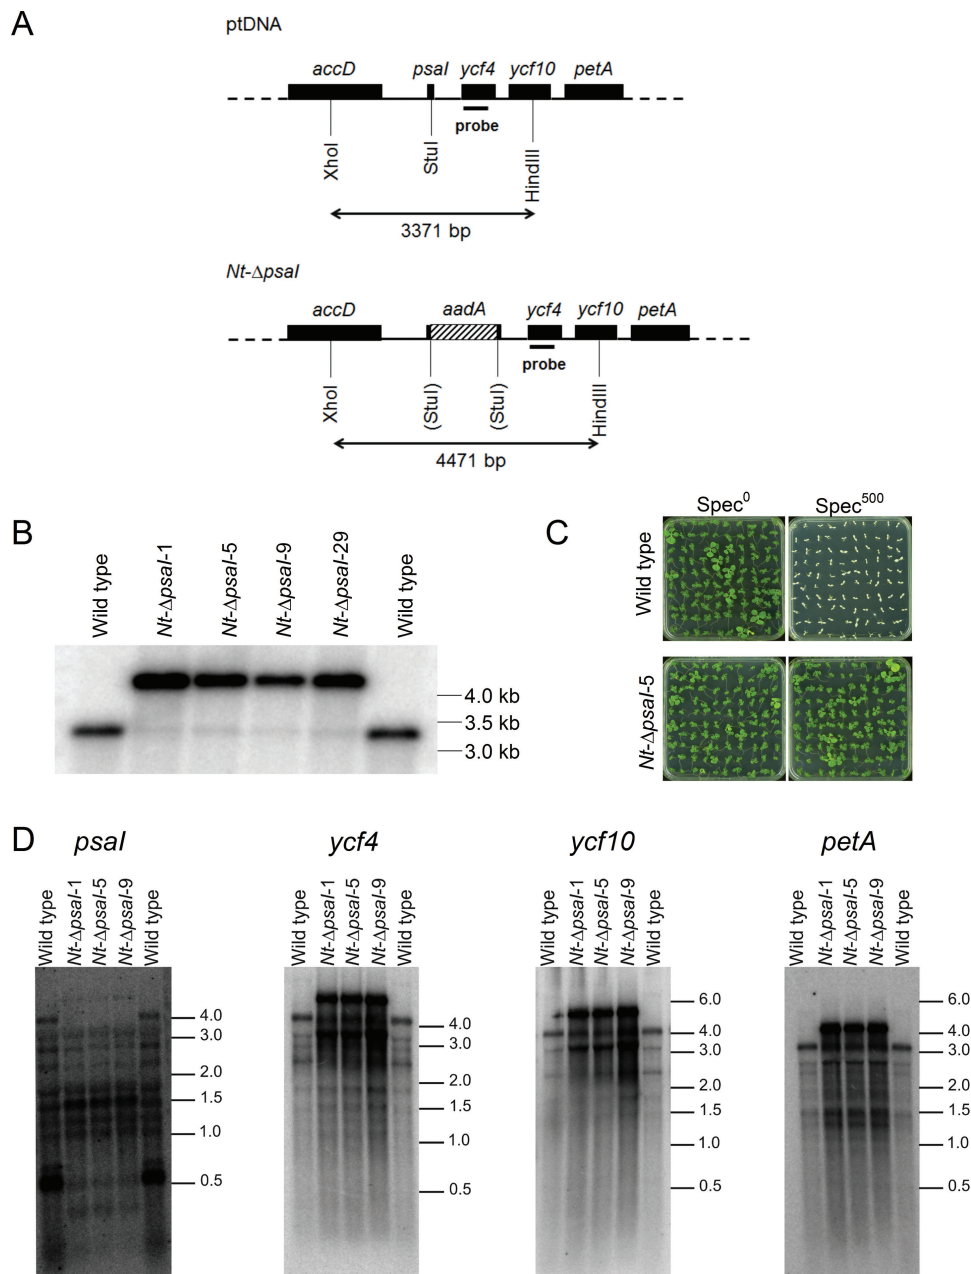 A
ptDNA
accD psaI ycf4 ycf10 petA
probe
XhoI StuI HindIII
3371 bp
Nt-ΔpsaI
accD aadA ycf4 ycf10 petA
probe
XhoI (StuI) (StuI) HindIII
4471 bp
B
Wild type Nt-ΔpsaI-1 Nt-ΔpsaI-5 Nt-ΔpsaI-9 Nt-ΔpsaI-29 Wild type
4.0 kb
3.5 kb
3.0 kb
C
Spec0 Spec500
Wild type
Nt-ΔpsaI-5
D
psaI
Wild type Nt-ΔpsaI-1 Nt-ΔpsaI-5 Nt-ΔpsaI-9 Wild type
4.0
3.0
2.0
1.5
1.0
0.5
ycf4
Wild type Nt-ΔpsaI-1 Nt-ΔpsaI-5 Nt-ΔpsaI-9 Wild type
4.0
3.0
2.0
1.5
1.0
0.5
ycf10
Wild type Nt-ΔpsaI-1 Nt-ΔpsaI-5 Nt-ΔpsaI-9 Wild type
6.0
4.0
3.0
2.0
1.5
1.0
0.5
petA
Wild type Nt-ΔpsaI-1 Nt-ΔpsaI-5 Nt-ΔpsaI-9 Wild type
6.0
4.0
3.0
2.0
1.5
1.0
0.5